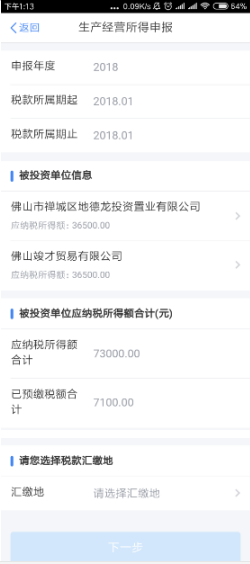 下午1:13
... 0.09K/s 54%
返回
生产经营所得申报
申报年度 2018
税款所属期起 2018.01
税款所属期止 2018.01
被投资单位信息
佛山市禅城区地德龙投资置业有限公司
应纳税所得额: 36500.00
佛山竣才贸易有限公司
应纳税所得额: 36500.00
被投资单位应纳税所得额合计(元)
应纳税所得额
合计
73000.00
已预缴税额合
计
7100.00
请您选择税款汇缴地
汇缴地 请选择汇缴地
下一步